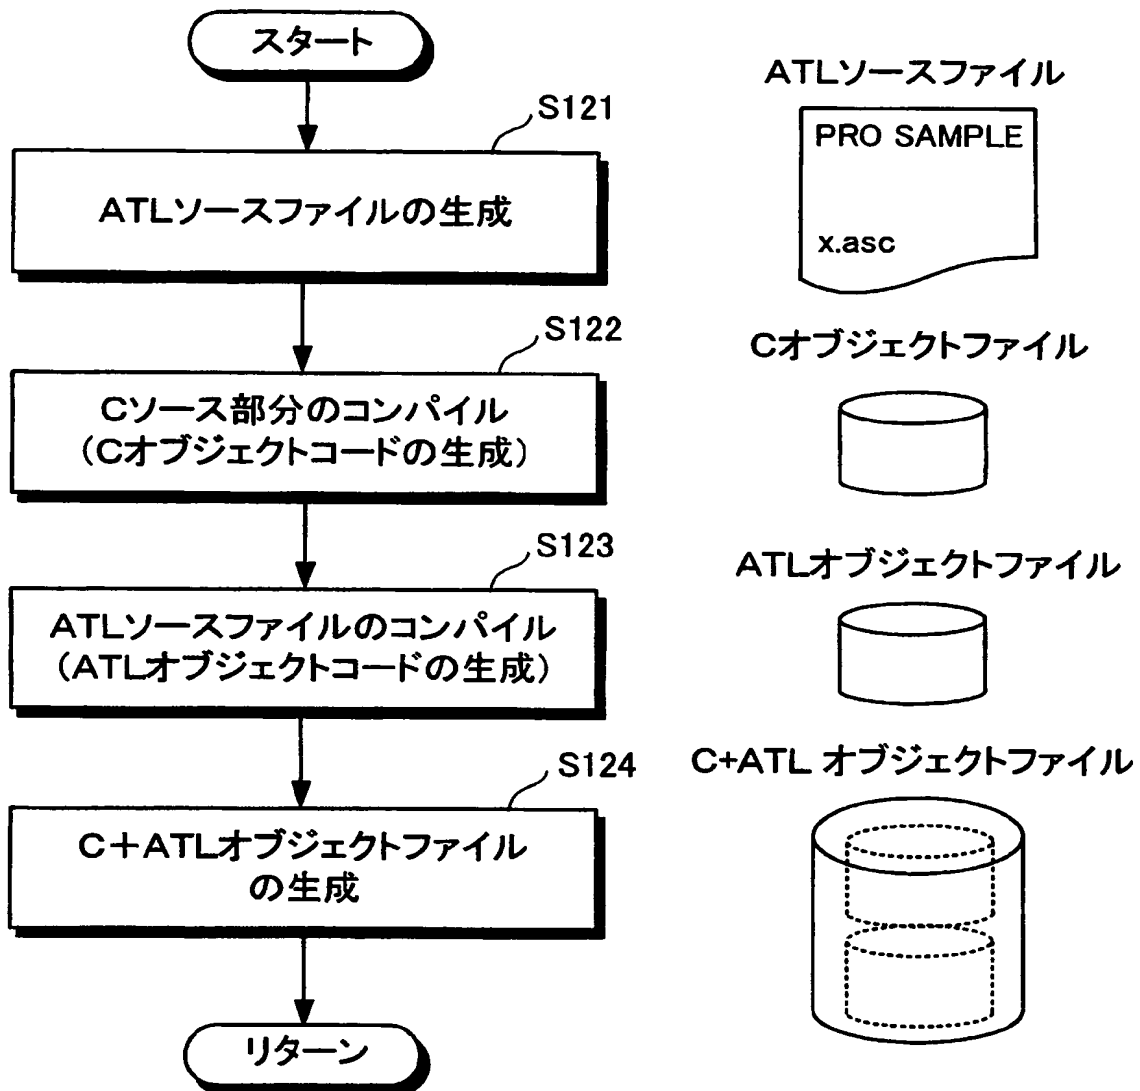 スタート
S121
ATLソースファイルの生成
S122
Cソース部分のコンパイル
(Cオブジェクトコードの生成)
S123
ATLソースファイルのコンパイル
(ATLオブジェクトコードの生成)
S124
C+ATLオブジェクトファイル
の生成
リターン
ATLソースファイル
PRO SAMPLE
x.asc
Cオブジェクトファイル
ATLオブジェクトファイル
C+ATL オブジェクトファイル